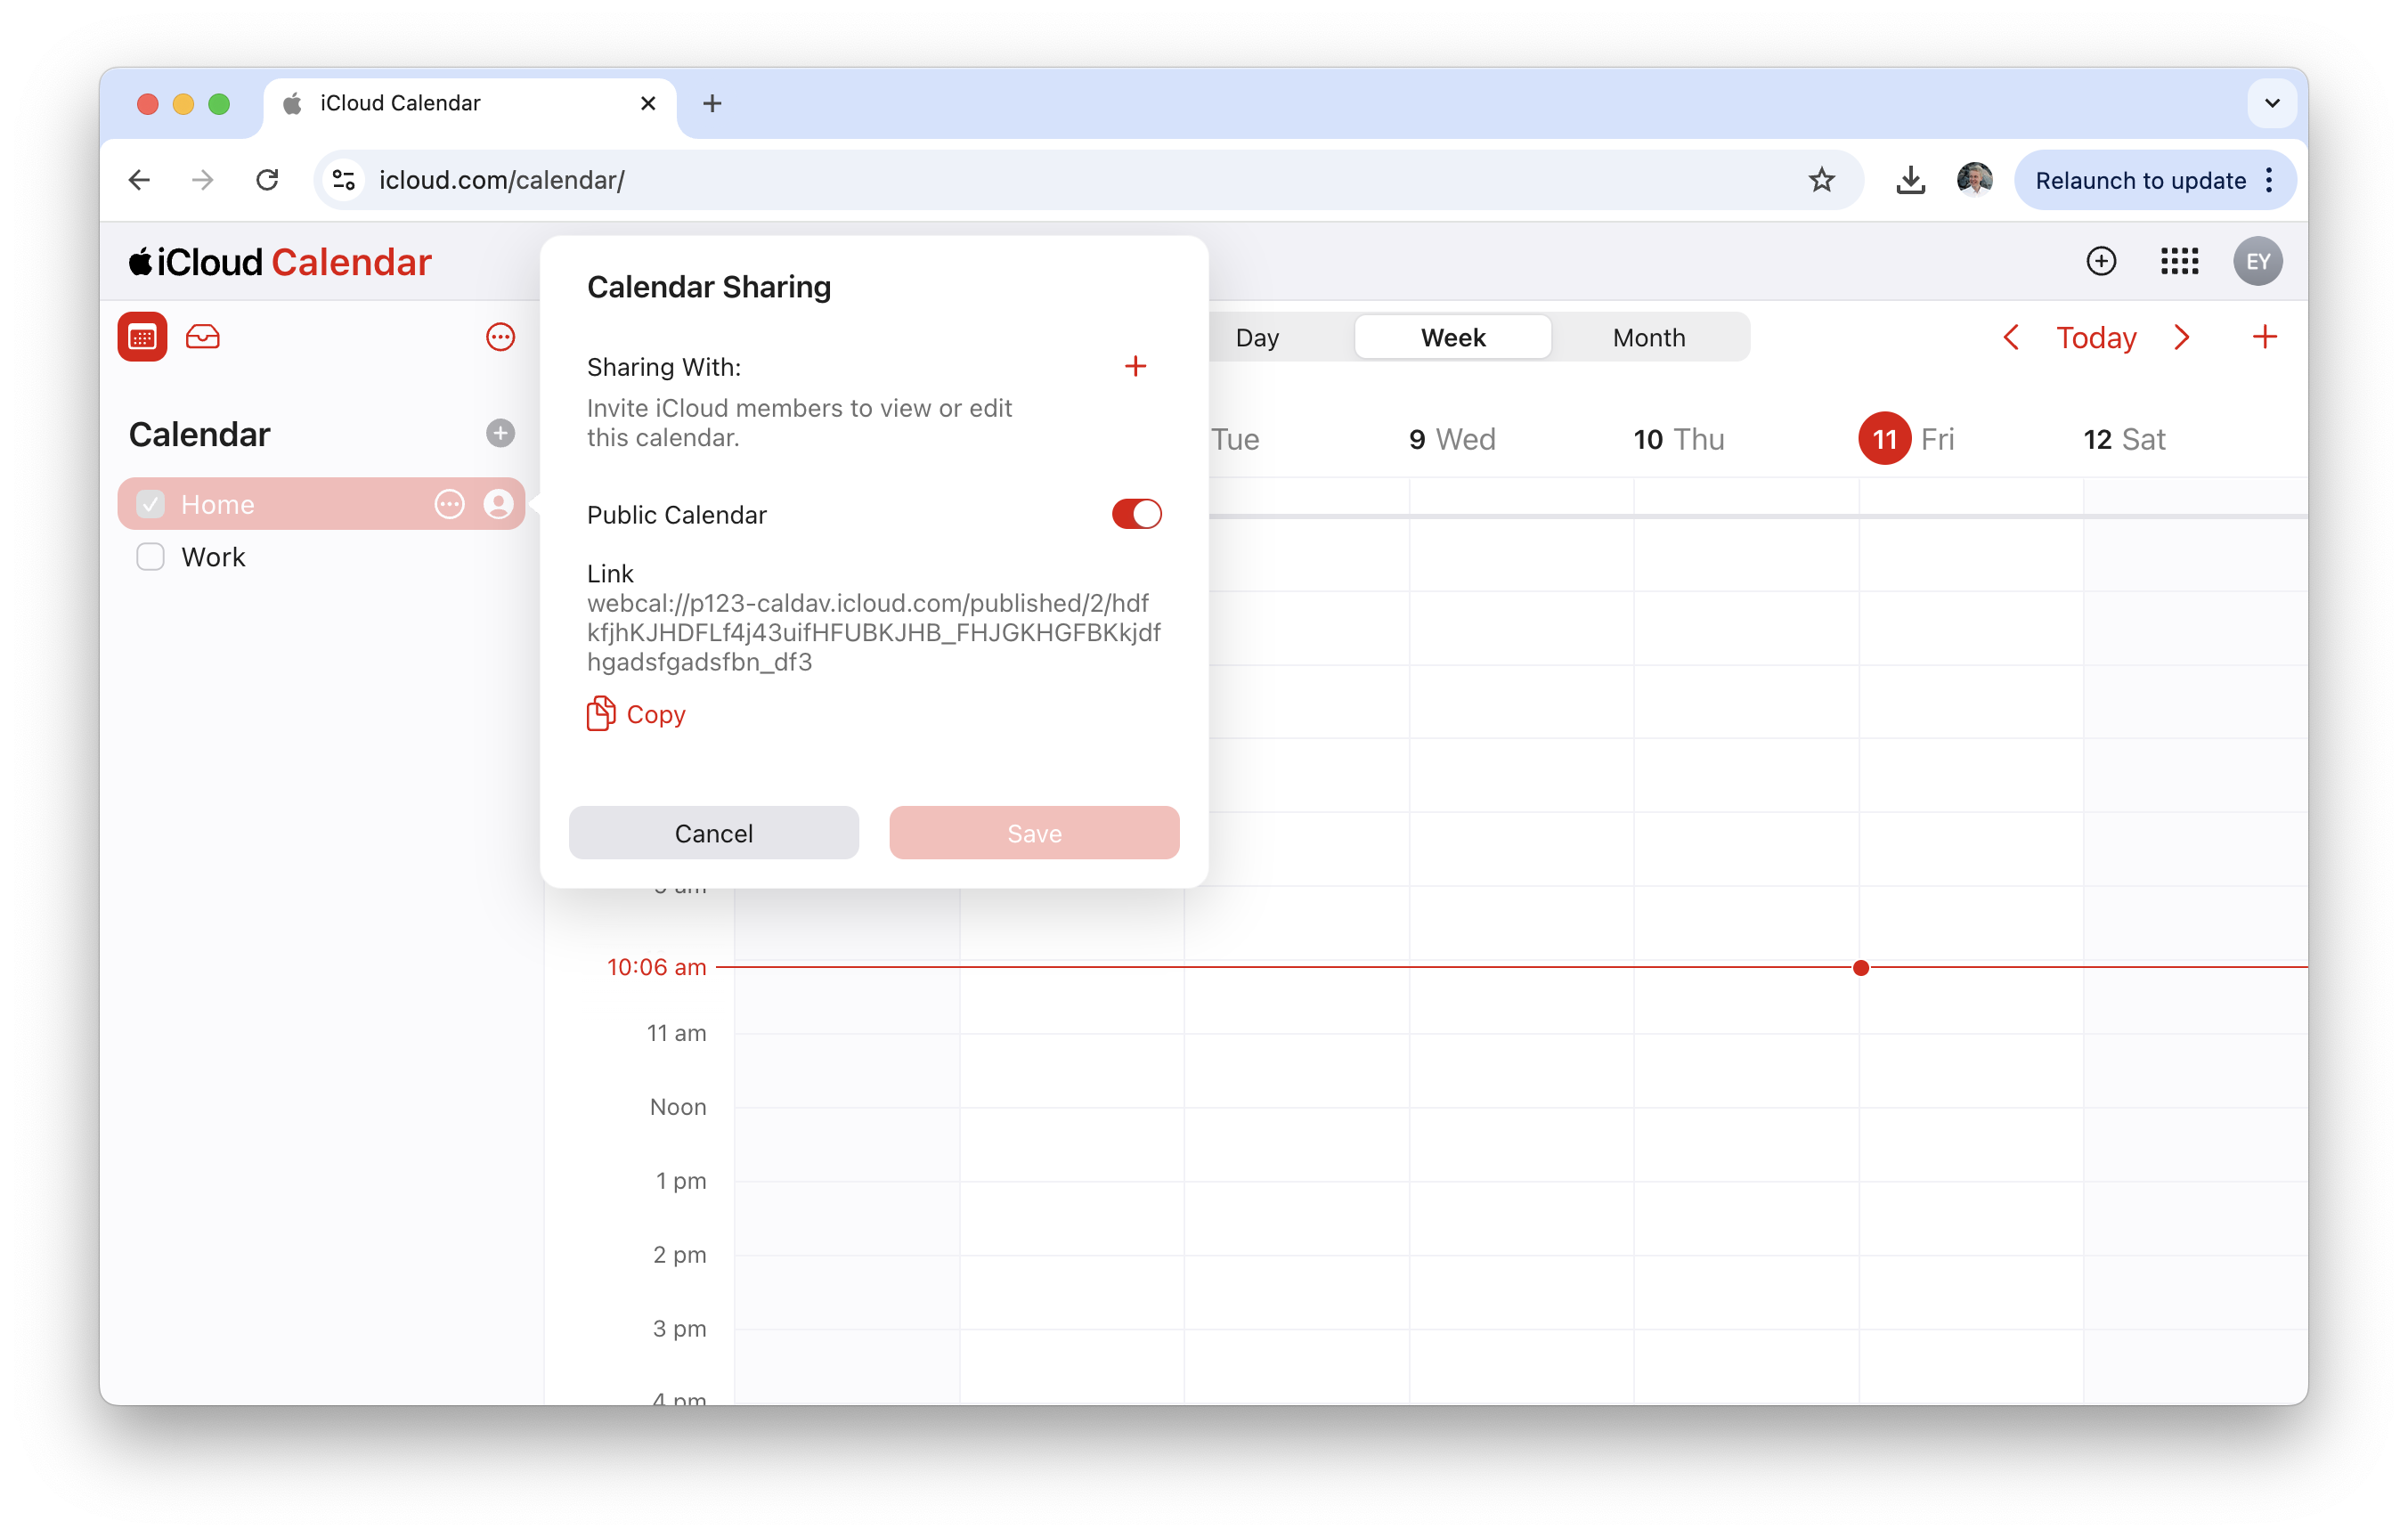 iCloud Calendar
icloud.com/calendar/
Relaunch to update
iCloud Calendar
EY
Calendar
Home
Work
Calendar Sharing
Sharing With:
Invite iCloud members to view or edit
this calendar.
Public Calendar
Link
webcal://p123-caldav.icloud.com/published/2/hdf
kfjhKJHDFLf4j43uifHFUBKJHB_FHJGKHGFBKkjdf
hgadsfgadsfbn_df3
Copy
Cancel
Save
Day
Week
Month
Today
Tue
9 Wed
10 Thu
11 Fri
12 Sat
10:06 am
11 am
Noon
1 pm
2 pm
3 pm
4 pm